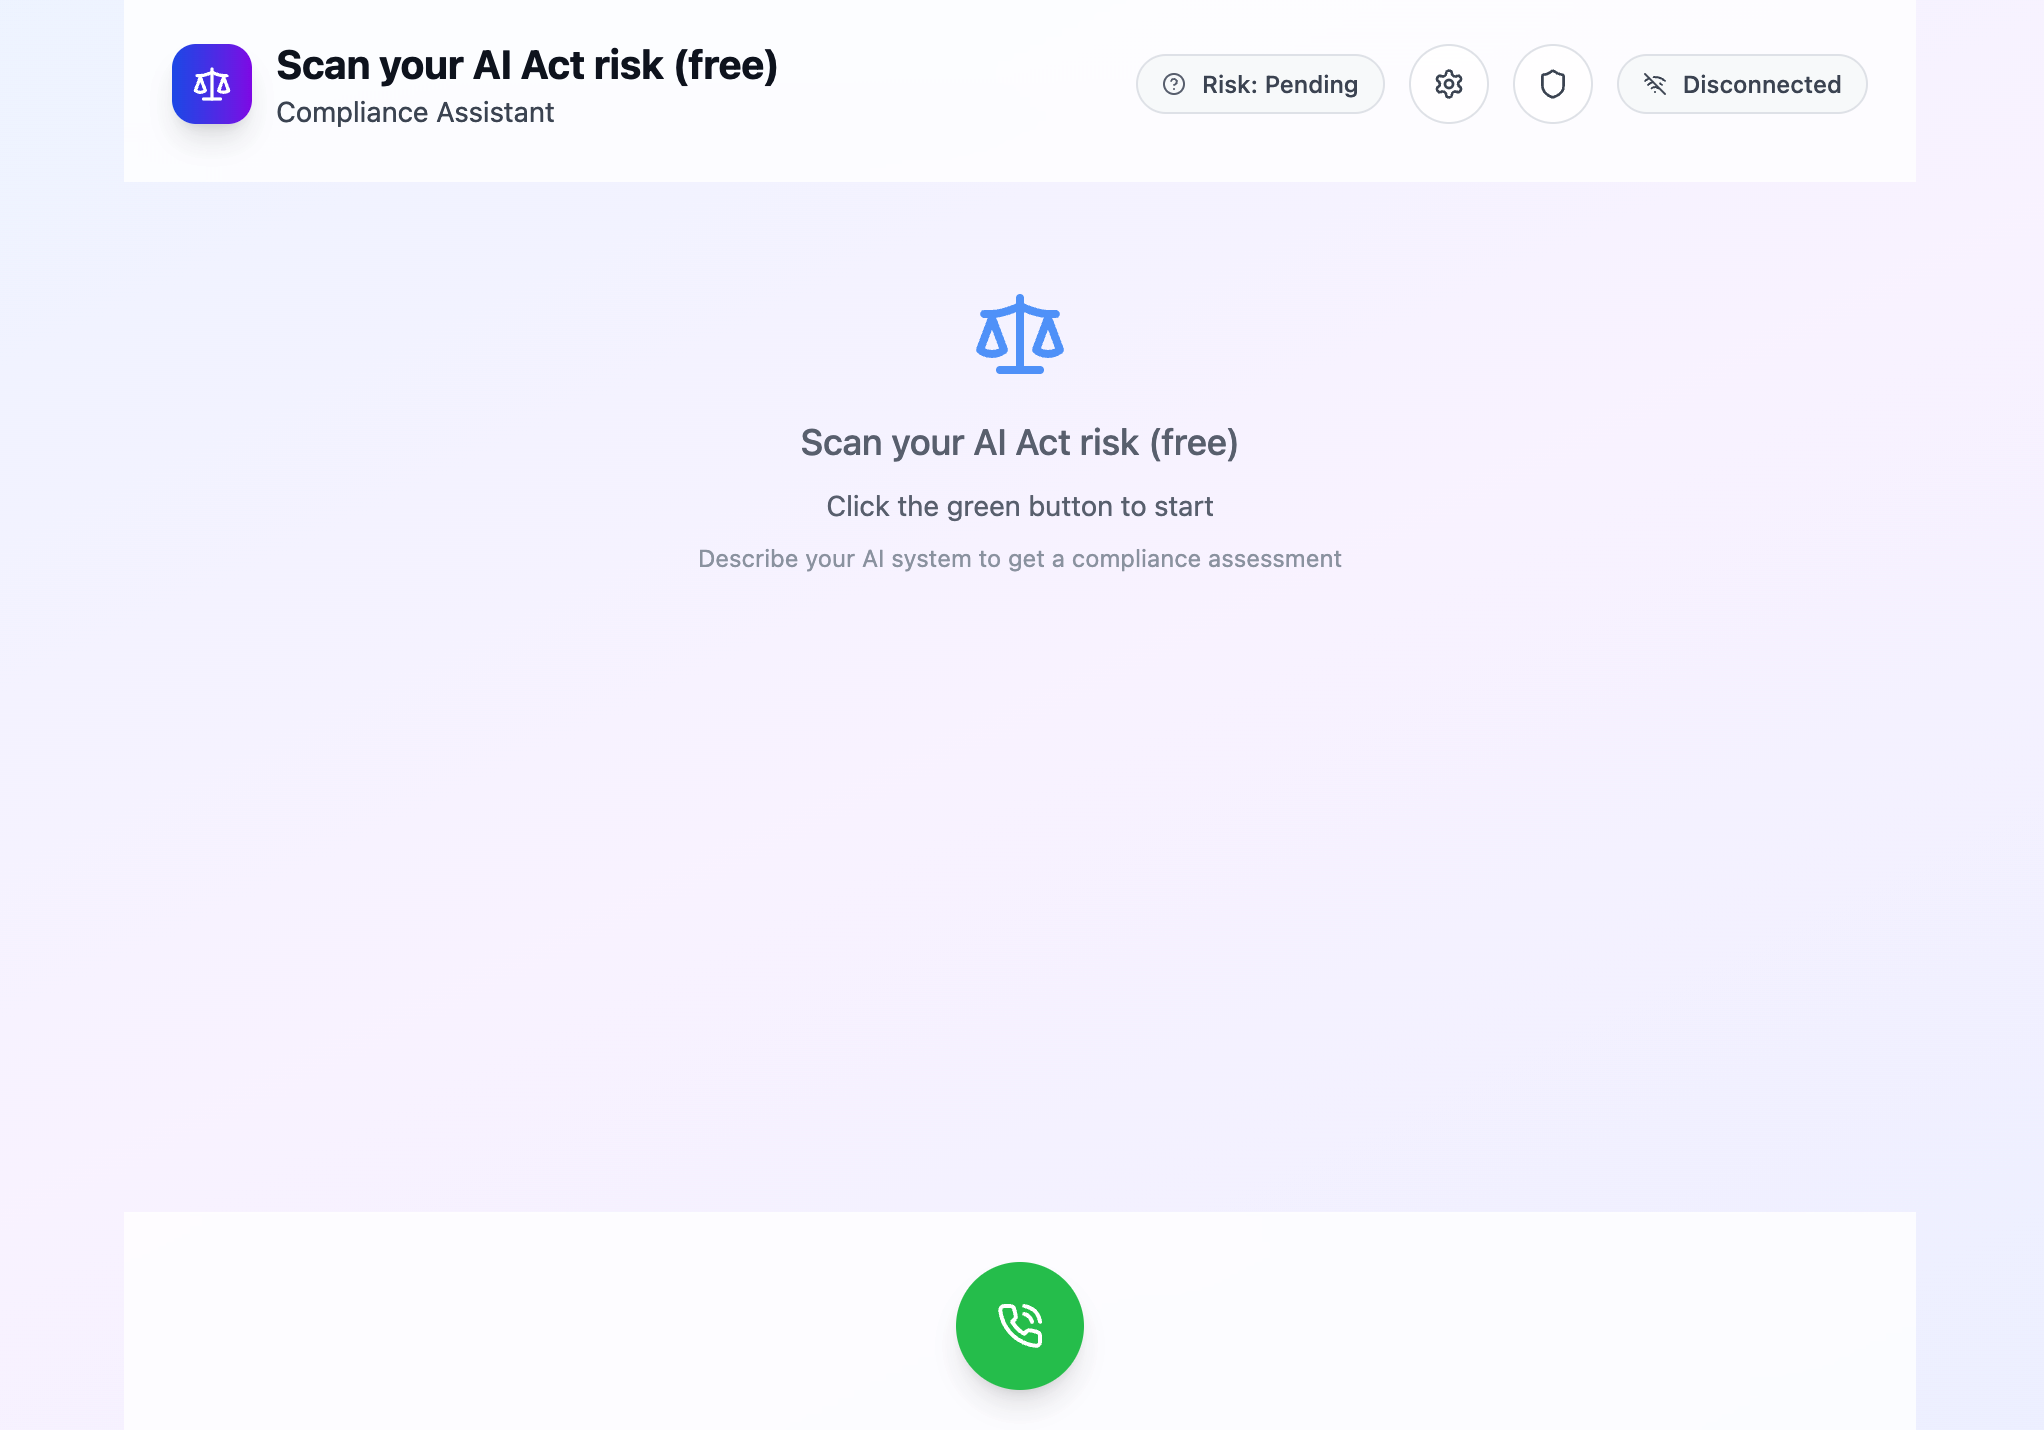 Scan your AI Act risk (free)
Compliance Assistant
Risk: Pending
Disconnected
Scan your AI Act risk (free)
Click the green button to start
Describe your AI system to get a compliance assessment